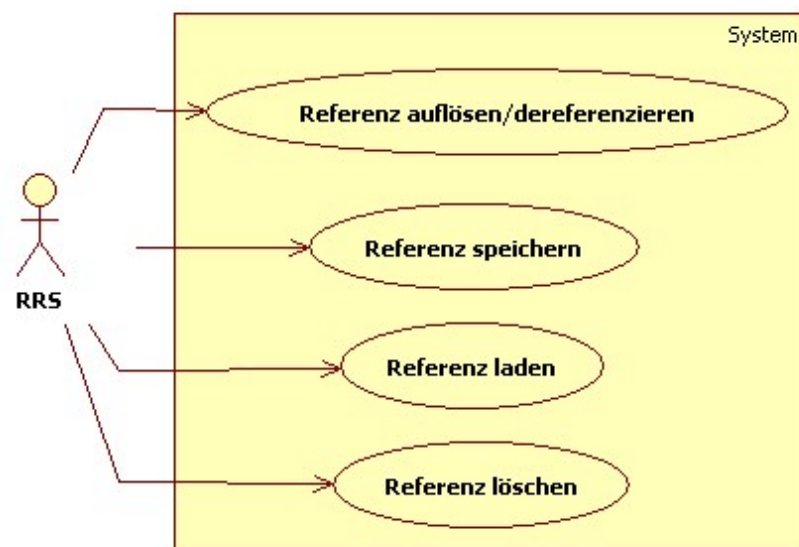 System
Referenz auflösen/dereferenzieren
Referenz speichern
RRS
Referenz laden
Referenz löschen